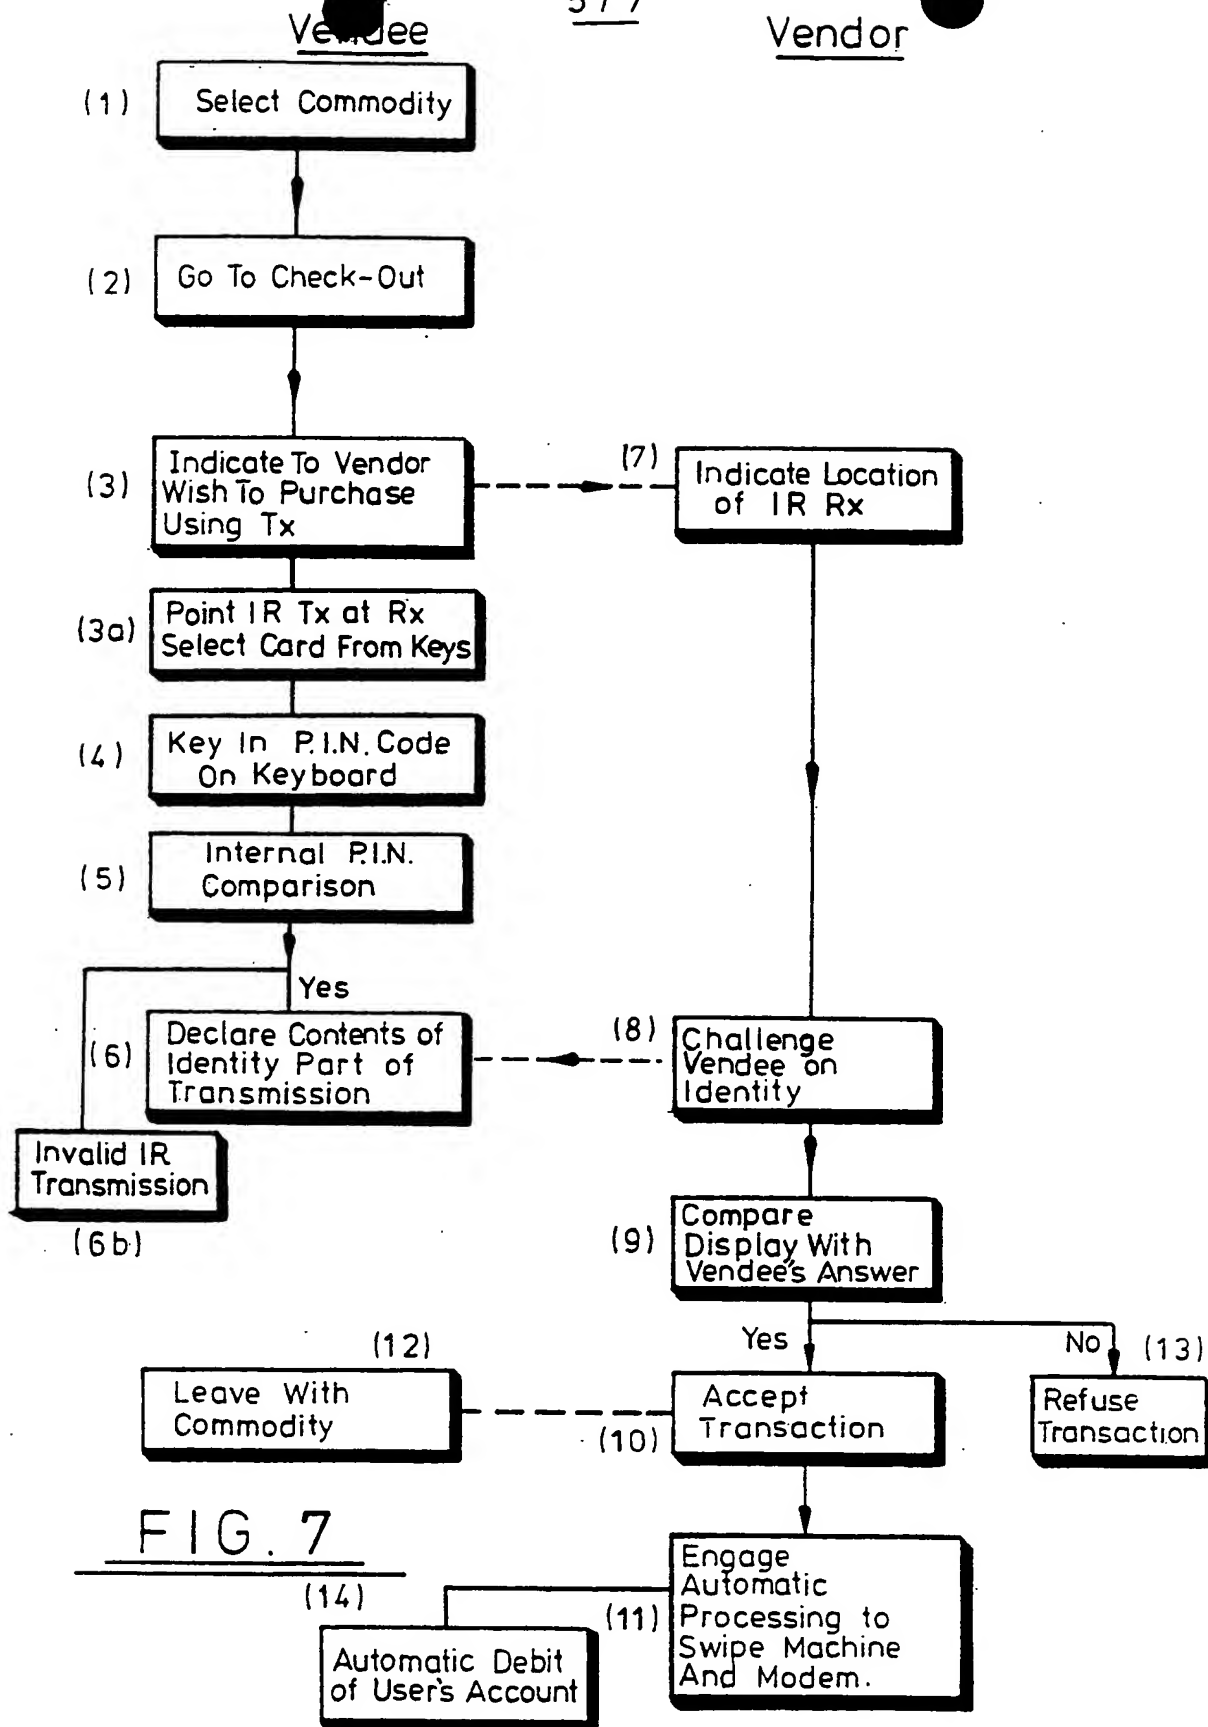 5/7
Vendee
Vendor
(1)
Select Commodity
(2)
Go To Check-Out
(3)
Indicate To Vendor
Wish To Purchase
Using Tx
(7)
Indicate Location
of IR Rx
(3a)
Point IR Tx at Rx
Select Card From Keys
(4)
Key In P.I.N. Code
On Keyboard
(5)
Internal P.I.N.
Comparison
Yes
(6)
Declare Contents of
Identity Part of
Transmission
(8)
Challenge
Vendee on
Identity
Invalid IR
Transmission
(6b)
(9)
Compare
Display With
Vendee's Answer
Yes
No
(13)
(12)
Leave With
Commodity
(10)
Accept
Transaction
Refuse
Transaction
FIG. 7
(14)
Automatic Debit
of User's Account
(11)
Engage
Automatic
Processing to
Swipe Machine
And Modem.